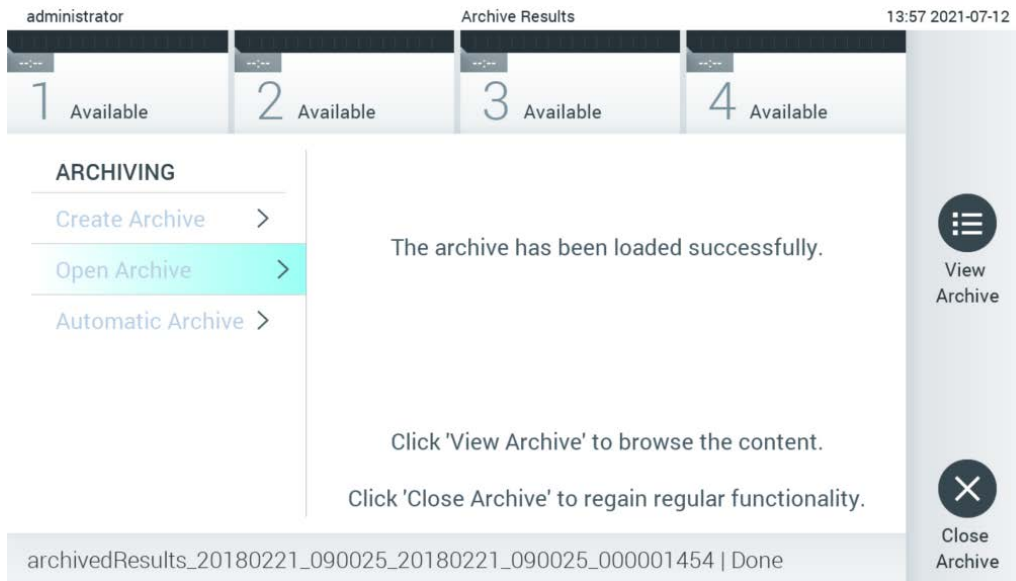 administrator
Archive Results
13:57 2021-07-12
--:--
--:--
--:--
--:--
1 Available
2 Available
3 Available
4 Available
ARCHIVING
Create Archive
Open Archive
Automatic Archive
The archive has been loaded successfully.
Click 'View Archive' to browse the content.
Click 'Close Archive' to regain regular functionality.
View
Archive
Close
Archive
archivedResults_20180221_090025_20180221_090025_000001454 | Done